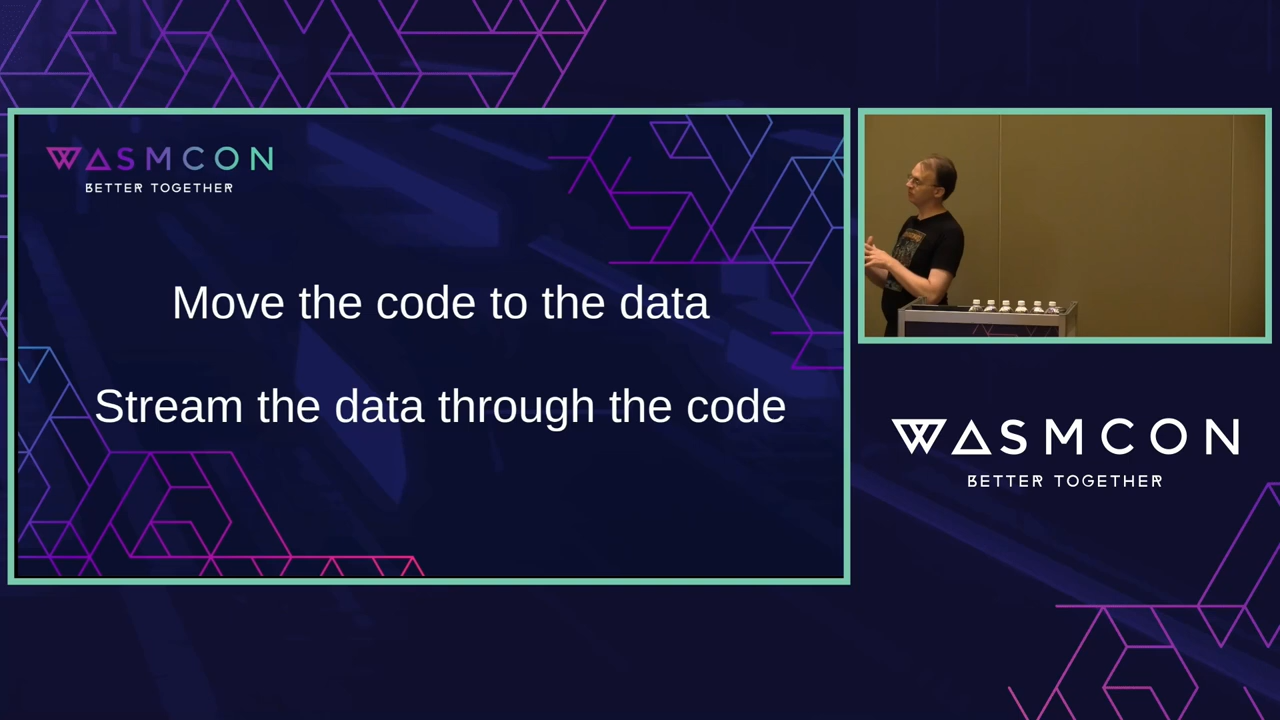 WASMCON
BETTER TOGETHER
Move the code to the data
Stream the data through the code
WASMCON
BETTER TOGETHER